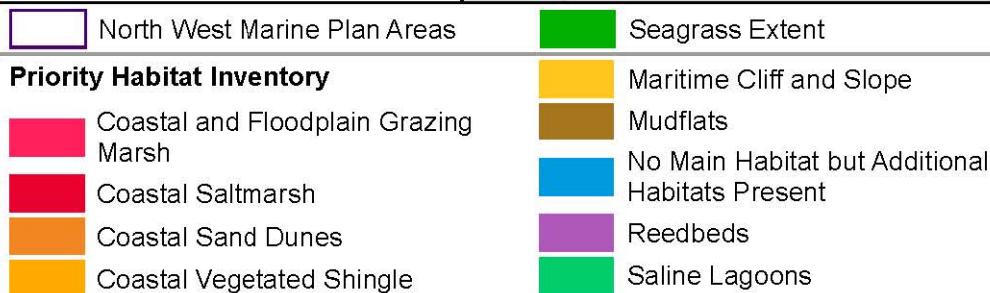 North West Marine Plan Areas
Seagrass Extent
Priority Habitat Inventory
Coastal and Floodplain Grazing
Marsh
Coastal Saltmarsh
Coastal Sand Dunes
Coastal Vegetated Shingle
Maritime Cliff and Slope
Mudflats
No Main Habitat but Additional
Habitats Present
Reedbeds
Saline Lagoons